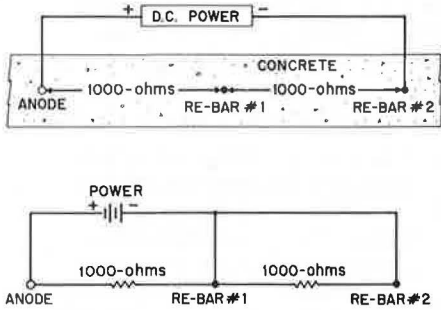 + D.C. POWER −
CONCRETE
1000-ohms 1000-ohms
ANODE RE-BAR #1 RE-BAR #2
POWER
+ −
1000-ohms 1000-ohms
ANODE RE-BAR #1 RE-BAR #2